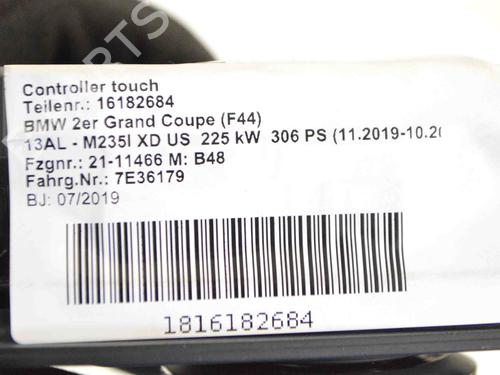 Controller touch
Teilenr.: 16182684
BMW 2er Grand Coupe (F44)
13AL - M235I XD US 225 kW 306 PS (11.2019-10.20
Fzgnr.: 21-11466 M: B48
Fahrg.Nr.: 7E36179
BJ: 07/2019
1816182684